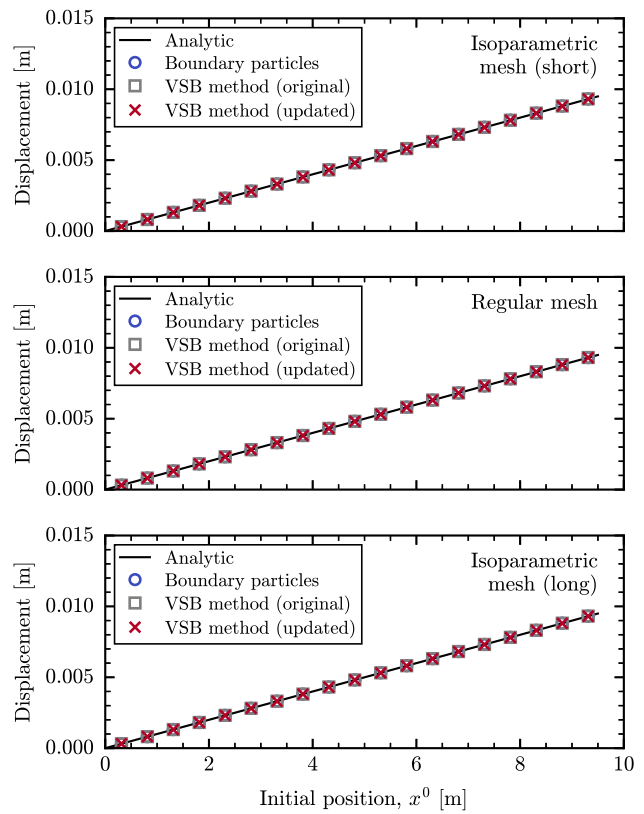 0.015
0.010
0.005
0.000
Displacement [m]
Analytic
Boundary particles
VSB method (original)
VSB method (updated)
Isoparametric
mesh (short)
0.015
0.010
0.005
0.000
Displacement [m]
Analytic
Boundary particles
VSB method (original)
VSB method (updated)
Regular mesh
0.015
0.010
0.005
0.000
Displacement [m]
Analytic
Boundary particles
VSB method (original)
VSB method (updated)
Isoparametric
mesh (long)
0 2 4 6 8 10
Initial position, x⁰ [m]